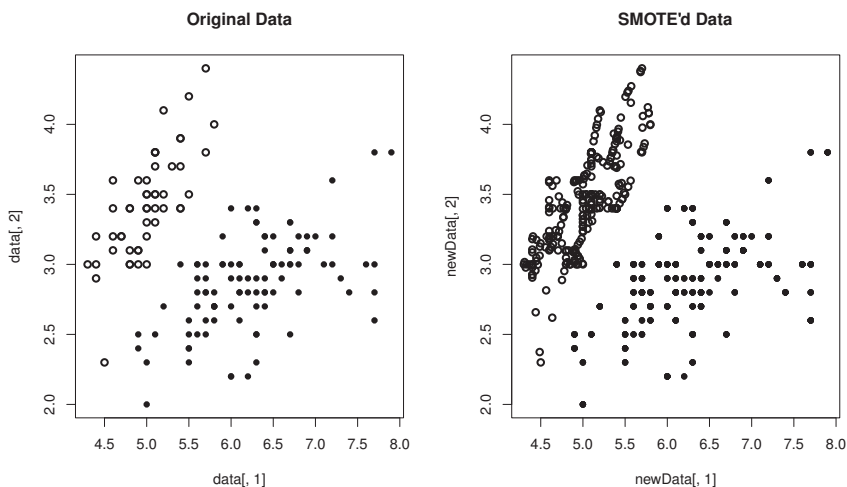 Original Data
data[, 2]
4.0
3.5
3.0
2.5
2.0
4.5 5.0 5.5 6.0 6.5 7.0 7.5 8.0
data[, 1]
SMOTE'd Data
newData[, 2]
4.0
3.5
3.0
2.5
2.0
4.5 5.0 5.5 6.0 6.5 7.0 7.5 8.0
newData[, 1]